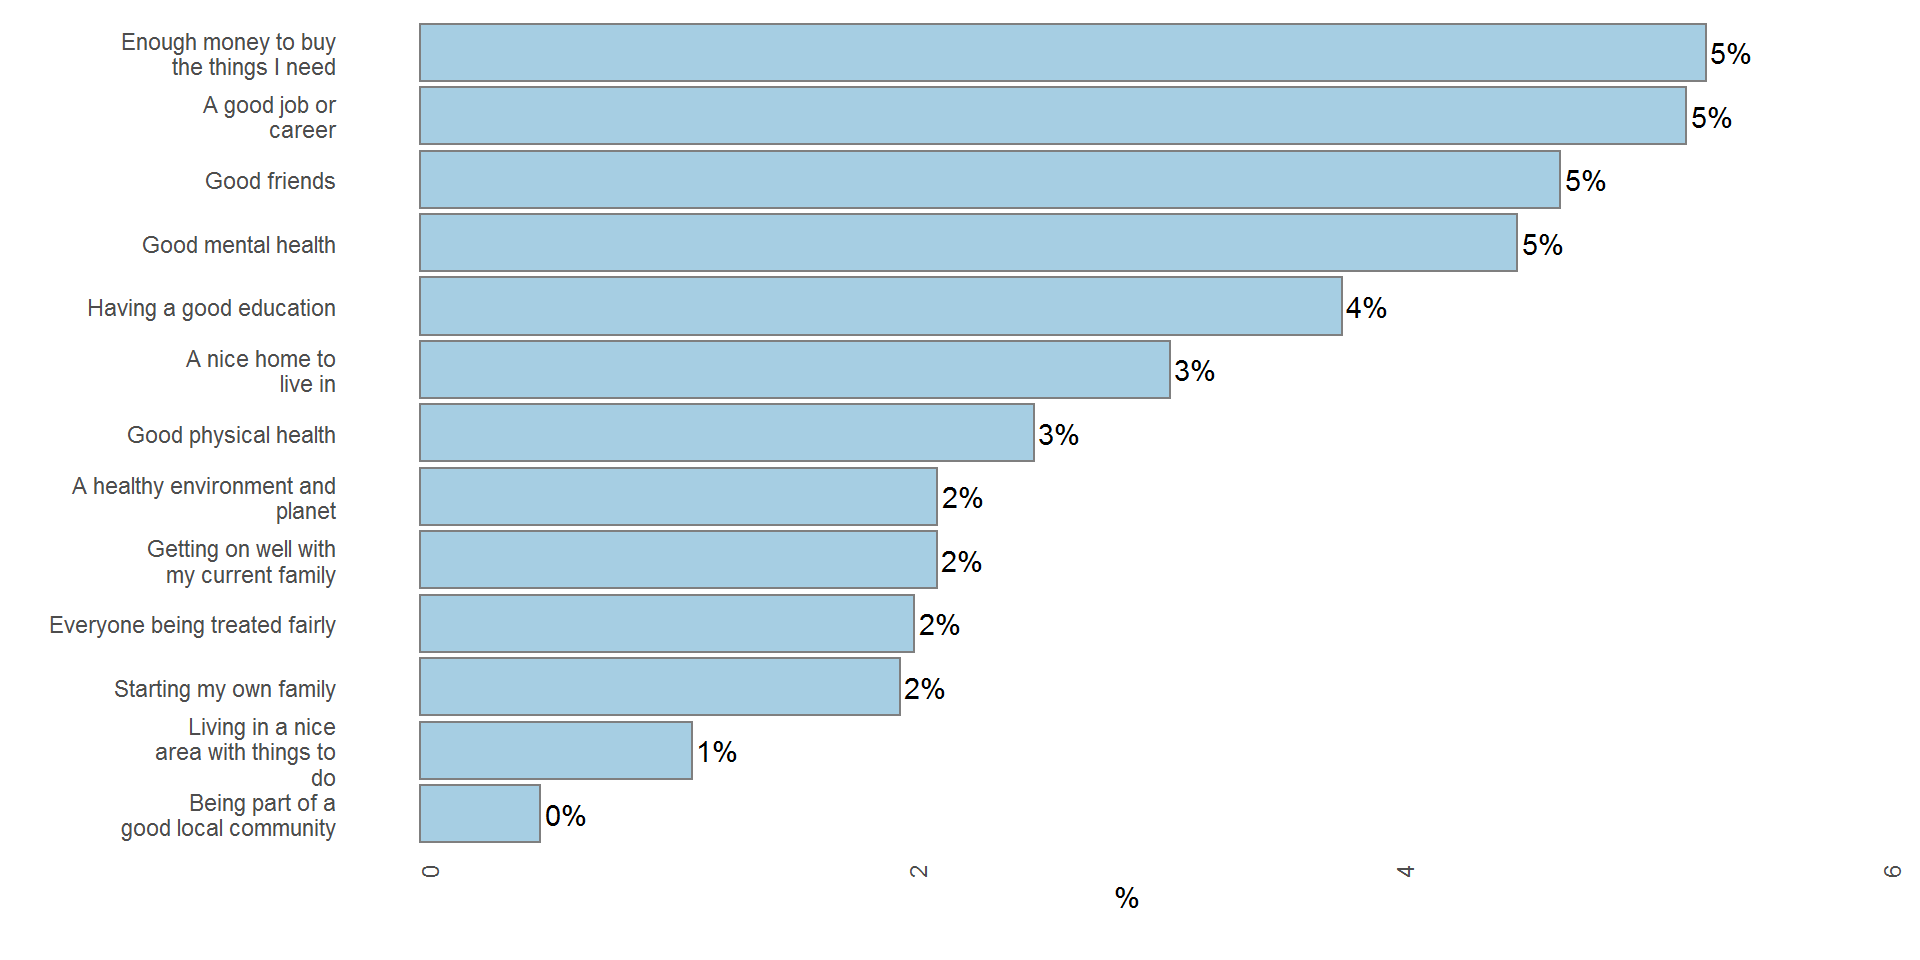 Enough money to buy
the things I need
5%
A good job or
career
5%
Good friends
5%
Good mental health
5%
Having a good education
4%
A nice home to
live in
3%
Good physical health
3%
A healthy environment and
planet
2%
Getting on well with
my current family
2%
Everyone being treated fairly
2%
Starting my own family
2%
Living in a nice
area with things to
do
1%
Being part of a
good local community
0%
0
2
4
6
%